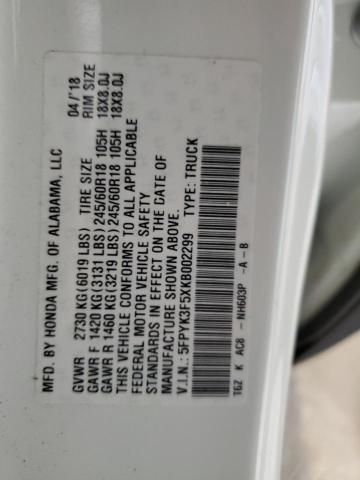 MFD. BY HONDA MFG. OF ALABAMA, LLC 04/'18
GVWR 2730 KG(6019 LBS) TIRE SIZE RIM SIZE
GAWR F 1420 KG(3131 LBS) 245/60R18 105H 18X8.0J
GAWR R 1460 KG(3219 LBS) 245/60R18 105H 18X8.0J
THIS VEHICLE CONFORMS TO ALL APPLICABLE
FEDERAL MOTOR VEHICLE SAFETY
STANDARDS IN EFFECT ON THE DATE OF
MANUFACTURE SHOWN ABOVE.
V.I.N.: 5FPYK3F5XKB002299 TYPE: TRUCK
T6Z K AC8 -NH603P -A -B